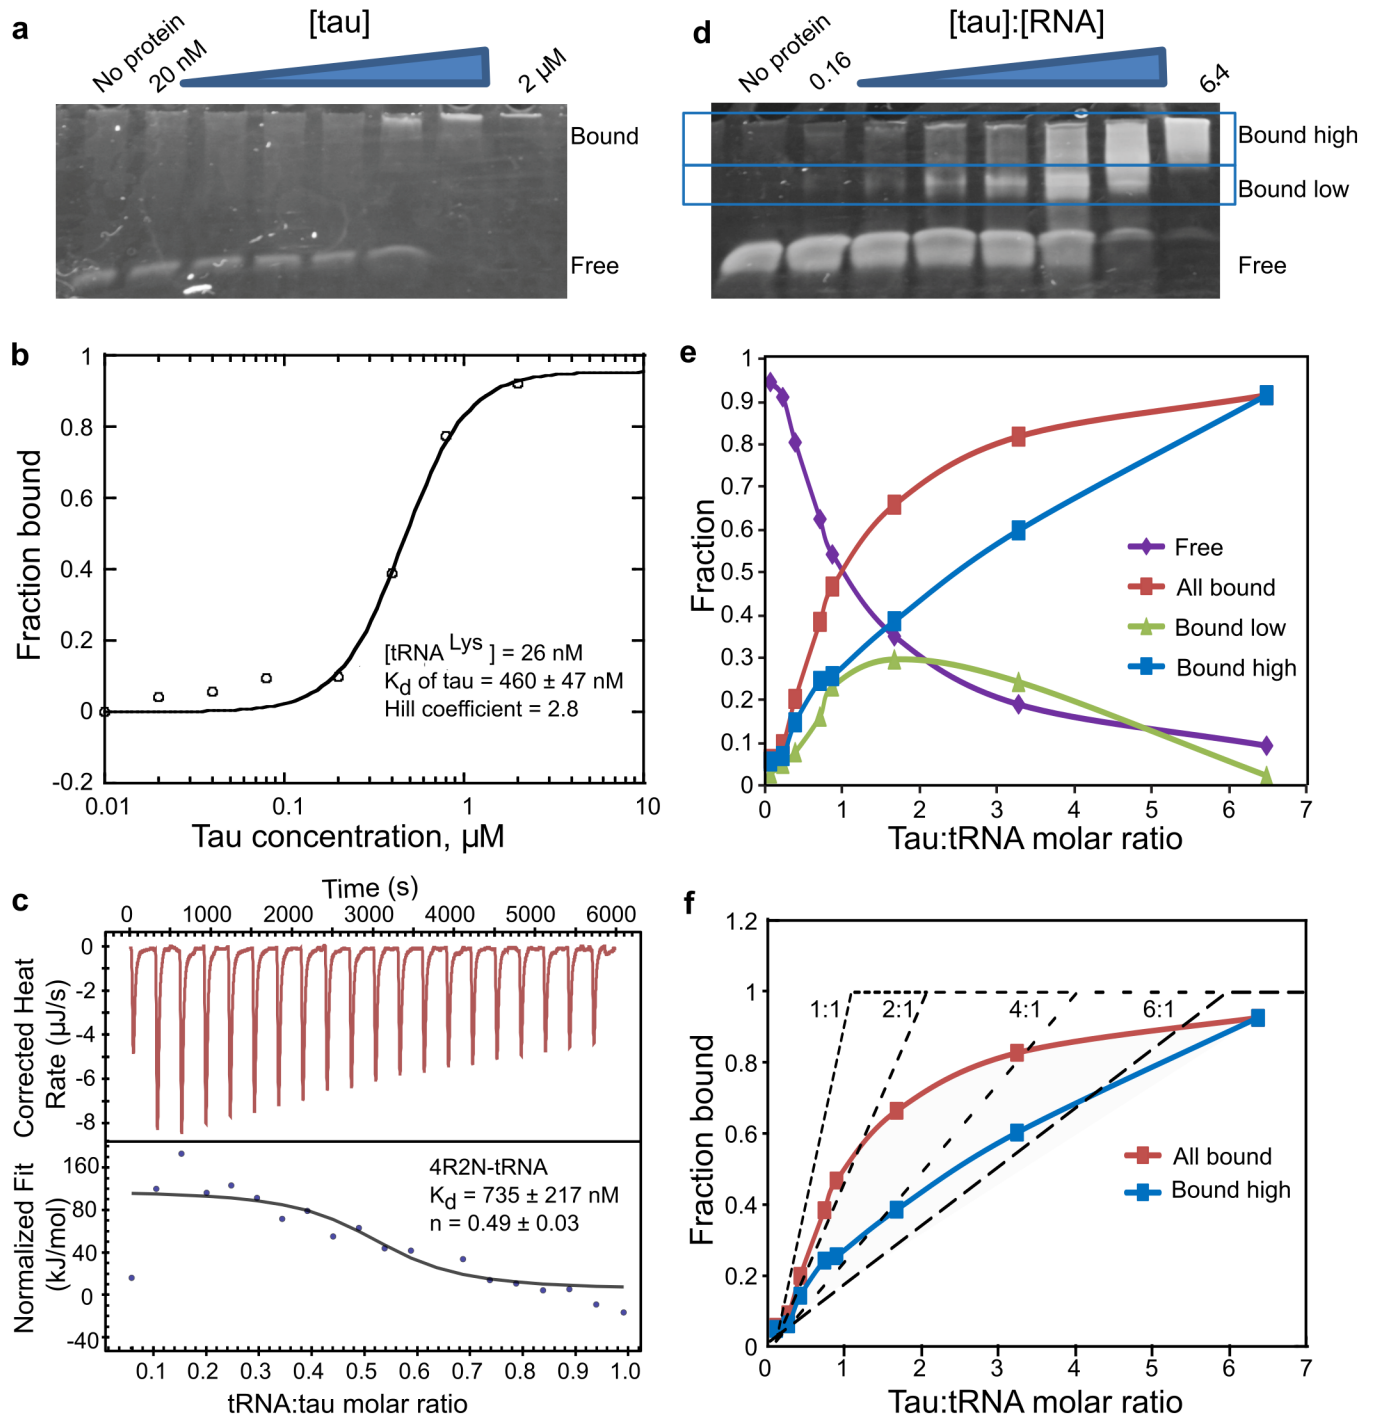 a
[tau]
No protein
20 nM
2 µM
Bound
Free
b
1
0.8
0.6
0.4
0.2
0
-0.2
Fraction bound
[tRNA Lys ] = 26 nM
Kd of tau = 460 ± 47 nM
Hill coefficient = 2.8
0.01 0.1 1 10
Tau concentration, µM
c
Time (s)
0 1000 2000 3000 4000 5000 6000
0
-2
-4
-6
-8
Corrected Heat
Rate (µJ/s)
160
80
40
0
-40
Normalized Fit
(kJ/mol)
4R2N-tRNA
Kd = 735 ± 217 nM
n = 0.49 ± 0.03
0.1 0.2 0.3 0.4 0.5 0.6 0.7 0.8 0.9 1.0
tRNA:tau molar ratio
d
[tau]:[RNA]
No protein
0.16
6.4
Bound high
Bound low
Free
e
1
0.9
0.8
0.7
0.6
0.5
0.4
0.3
0.2
0.1
0
Fraction
Free
All bound
Bound low
Bound high
0 1 2 3 4 5 6 7
Tau:tRNA molar ratio
f
1.2
1
0.8
0.6
0.4
0.2
0
Fraction bound
1:1 2:1 4:1 6:1
All bound
Bound high
0 1 2 3 4 5 6 7
Tau:tRNA molar ratio